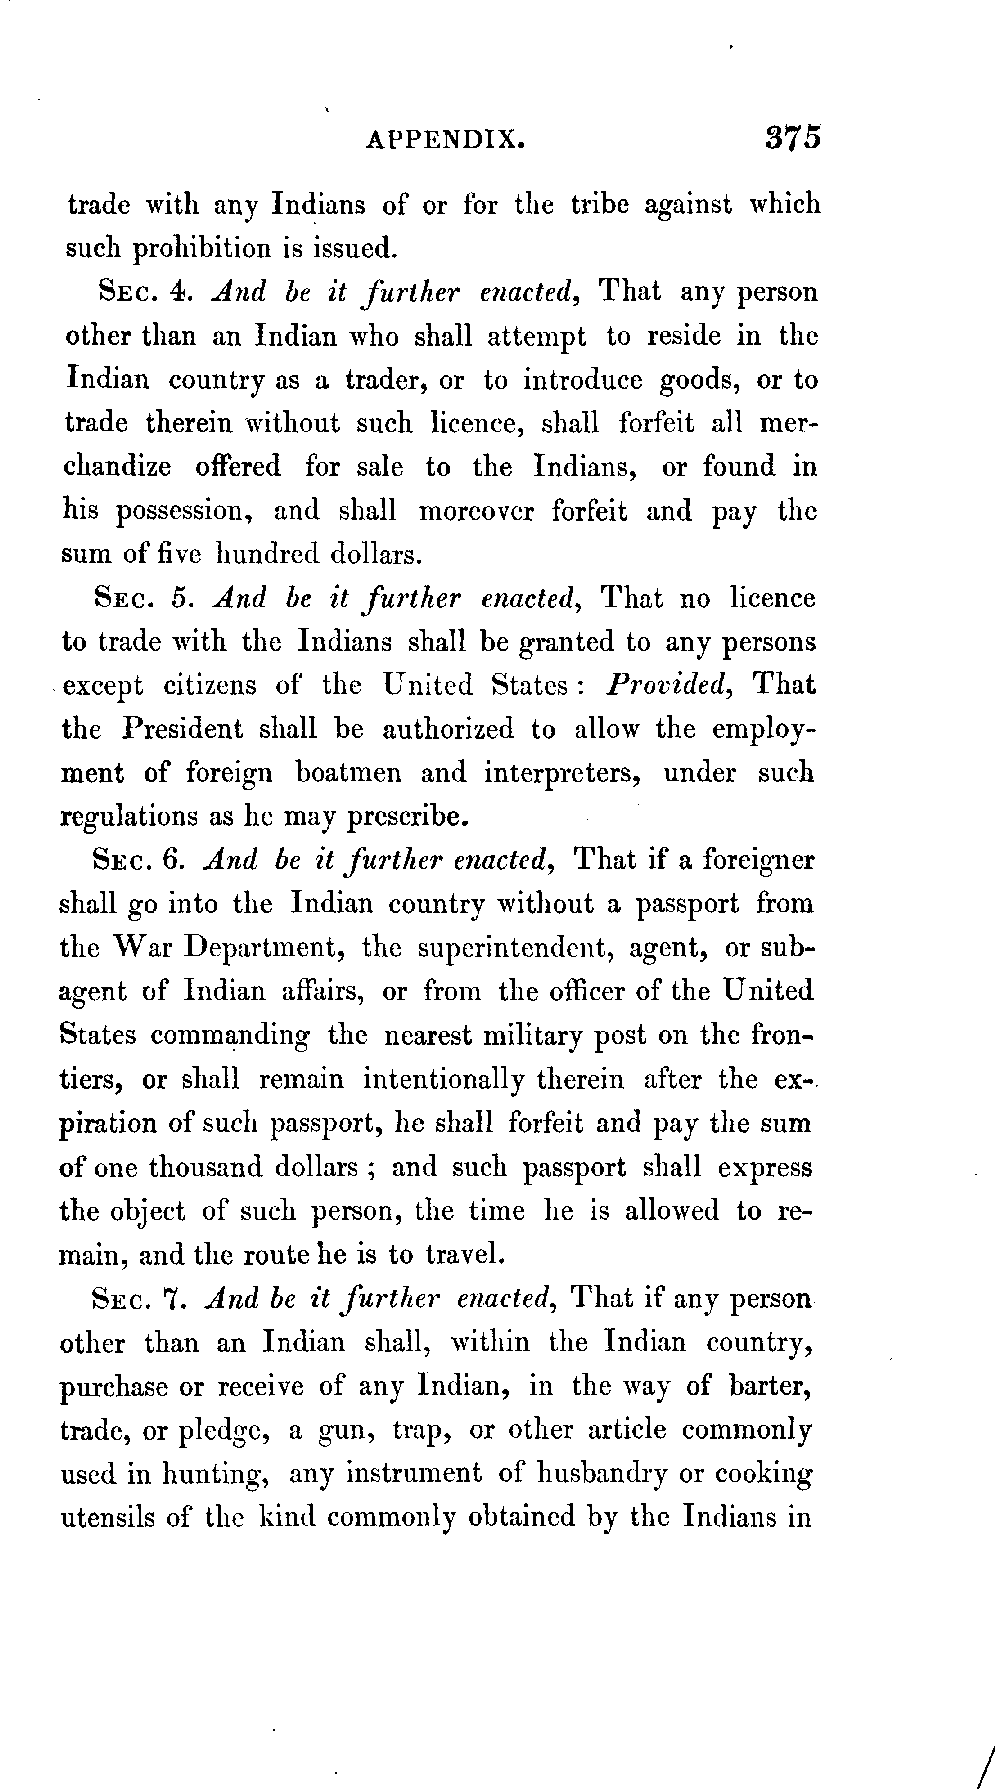 APPENDIX. 375
trade with any Indians of or for the tribe against which
such prohibition is issued.
SEC. 4. And be it further enacted, That any person
other than an Indian who shall attempt to reside in the
Indian country as a trader, or to introduce goods, or to
trade therein without such licence, shall forfeit all mer-
chandize offered for sale to the Indians, or found in
his possession, and shall moreover forfeit and pay the
sum of five hundred dollars.
SEC. 5. And be it further enacted, That no licence
to trade with the Indians shall be granted to any persons
except citizens of the United States : Provided, That
the President shall be authorized to allow the employ-
ment of foreign boatmen and interpreters, under such
regulations as he may prescribe.
SEC. 6. And be it further enacted, That if a foreigner
shall go into the Indian country without a passport from
the War Department, the superintendent, agent, or sub-
agent of Indian affairs, or from the officer of the United
States commanding the nearest military post on the fron-
tiers, or shall remain intentionally therein after the ex-
piration of such passport, he shall forfeit and pay the sum
of one thousand dollars ; and such passport shall express
the object of such person, the time he is allowed to re-
main, and the route he is to travel.
SEC. 7. And be it further enacted, That if any person
other than an Indian shall, within the Indian country,
purchase or receive of any Indian, in the way of barter,
trade, or pledge, a gun, trap, or other article commonly
used in hunting, any instrument of husbandry or cooking
utensils of the kind commonly obtained by the Indians in